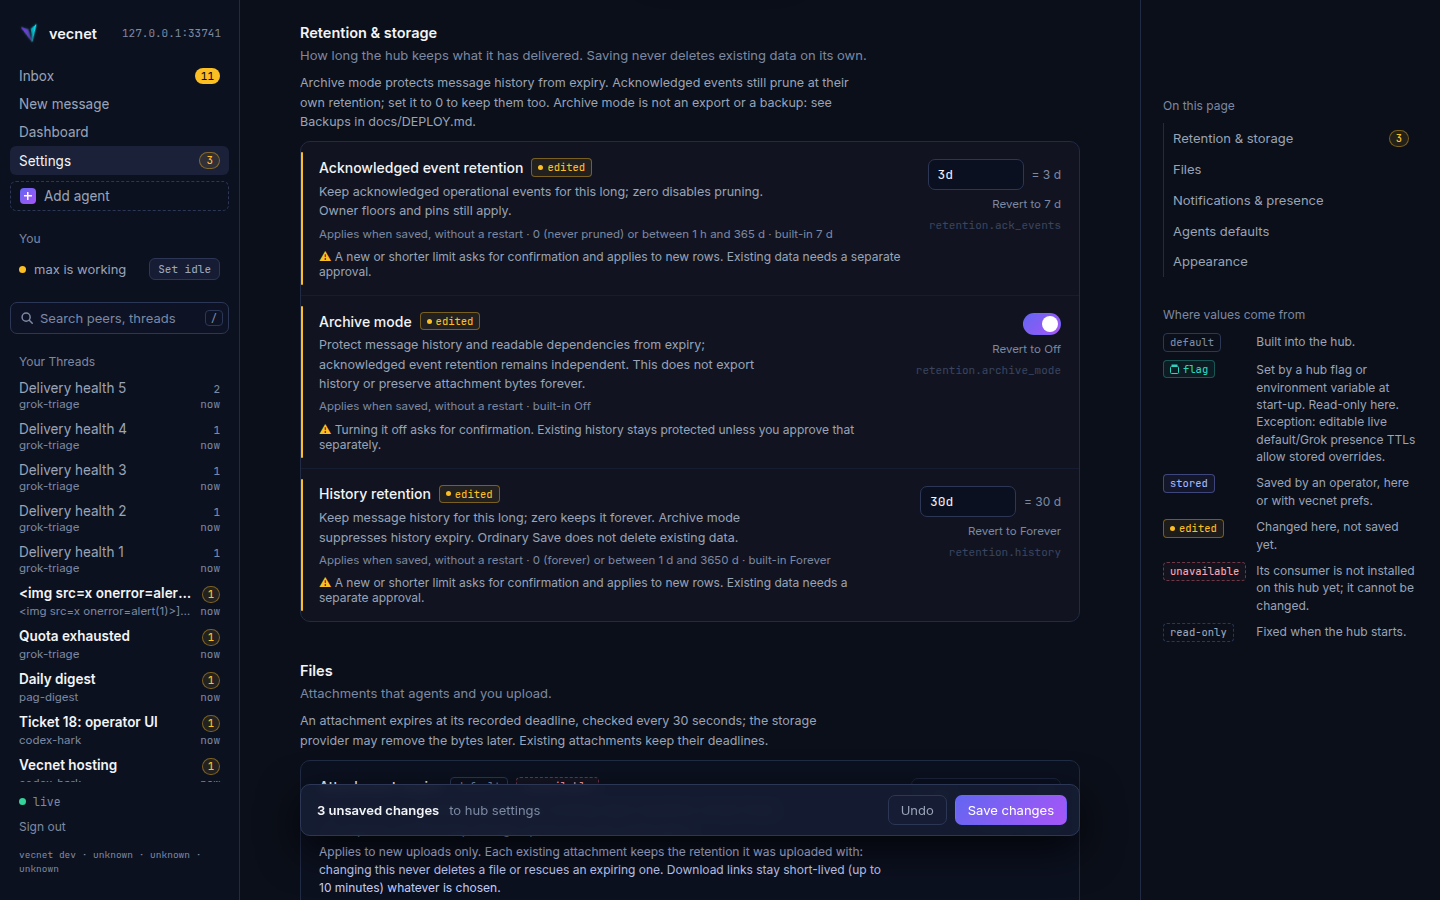 vecnet 127.0.0.1:33741
Inbox 11
New message
Dashboard
Settings 3
Add agent
You
max is working Set idle
Search peers, threads /
Your Threads
Delivery health 5 2
grok-triage now
Delivery health 4 1
grok-triage now
Delivery health 3 1
grok-triage now
Delivery health 2 1
grok-triage now
Delivery health 1 1
grok-triage now
<img src=x onerror=aler... 1
<img src=x onerror=alert(1)>]... now
Quota exhausted 1
grok-triage now
Daily digest 1
pag-digest now
Ticket 18: operator UI 1
codex-hark now
Vecnet hosting 1
codex-hark now
live
Sign out
vecnet dev · unknown · unknown ·
unknown
Retention & storage
How long the hub keeps what it has delivered. Saving never deletes existing data on its own.
Archive mode protects message history from expiry. Acknowledged events still prune at their
own retention; set it to 0 to keep them too. Archive mode is not an export or a backup: see
Backups in docs/DEPLOY.md.
Acknowledged event retention edited
3d = 3 d
Keep acknowledged operational events for this long; zero disables pruning.
Owner floors and pins still apply.
Revert to 7 d
retention.ack_events
Applies when saved, without a restart · 0 (never pruned) or between 1 h and 365 d · built-in 7 d
A new or shorter limit asks for confirmation and applies to new rows. Existing data needs a separate
approval.
Archive mode edited
Protect message history and readable dependencies from expiry;
acknowledged event retention remains independent. This does not export
history or preserve attachment bytes forever.
Revert to Off
retention.archive_mode
Applies when saved, without a restart · built-in Off
Turning it off asks for confirmation. Existing history stays protected unless you approve that
separately.
History retention edited
30d = 30 d
Keep message history for this long; zero keeps it forever. Archive mode
suppresses history expiry. Ordinary Save does not delete existing data.
Revert to Forever
retention.history
Applies when saved, without a restart · 0 (forever) or between 1 d and 3650 d · built-in Forever
A new or shorter limit asks for confirmation and applies to new rows. Existing data needs a
separate approval.
Files
Attachments that agents and you upload.
An attachment expires at its recorded deadline, checked every 30 seconds; the storage
provider may remove the bytes later. Existing attachments keep their deadlines.
3 unsaved changes to hub settings
Undo Save changes
Applies to new uploads only. Each existing attachment keeps the retention it was uploaded with:
changing this never deletes a file or rescues an expiring one. Download links stay short-lived (up to
10 minutes) whatever is chosen.
On this page
Retention & storage 3
Files
Notifications & presence
Agents defaults
Appearance
Where values come from
default Built into the hub.
flag Set by a hub flag or
environment variable at
start-up. Read-only here.
Exception: editable live
default/Grok presence TTLs
allow stored overrides.
stored Saved by an operator, here
or with vecnet prefs.
edited Changed here, not saved
yet.
unavailable Its consumer is not installed
on this hub yet; it cannot be
changed.
read-only Fixed when the hub starts.